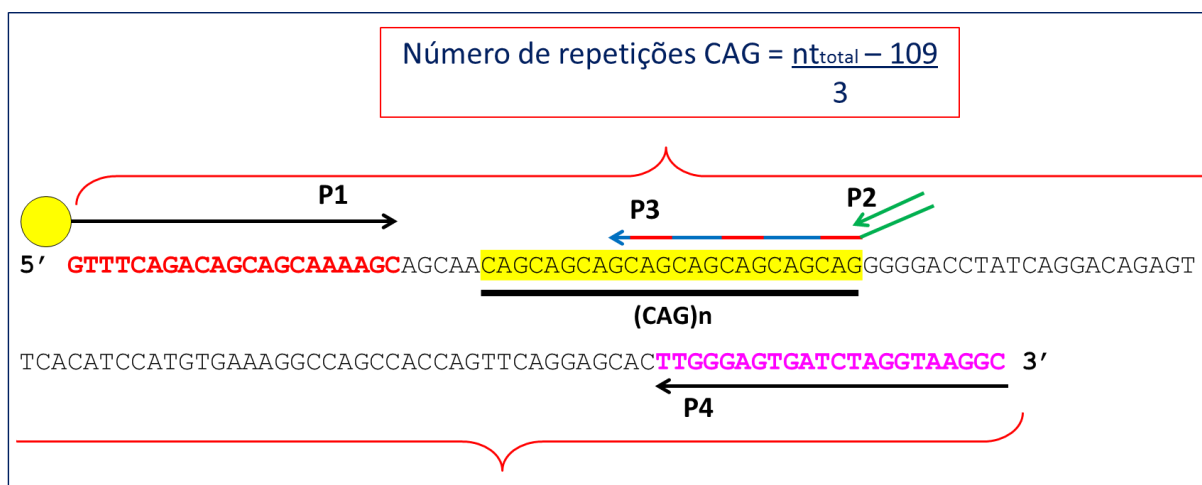 Número de repetições CAG = nttotal – 109
3
P1
P3
P2
5’ GTTTCAGACAGCAGCAAAAGCAGCAACAGCAGCAGCAGCAGCAGCAGCAGGGGGACCTATCAGGACAGAGT
(CAG)n
TCACATCCATGTGAAAGGCCAGCCACCAGTTCAGGAGCACTTGGGAGTGATCTAGGTAAGGC 3’
P4